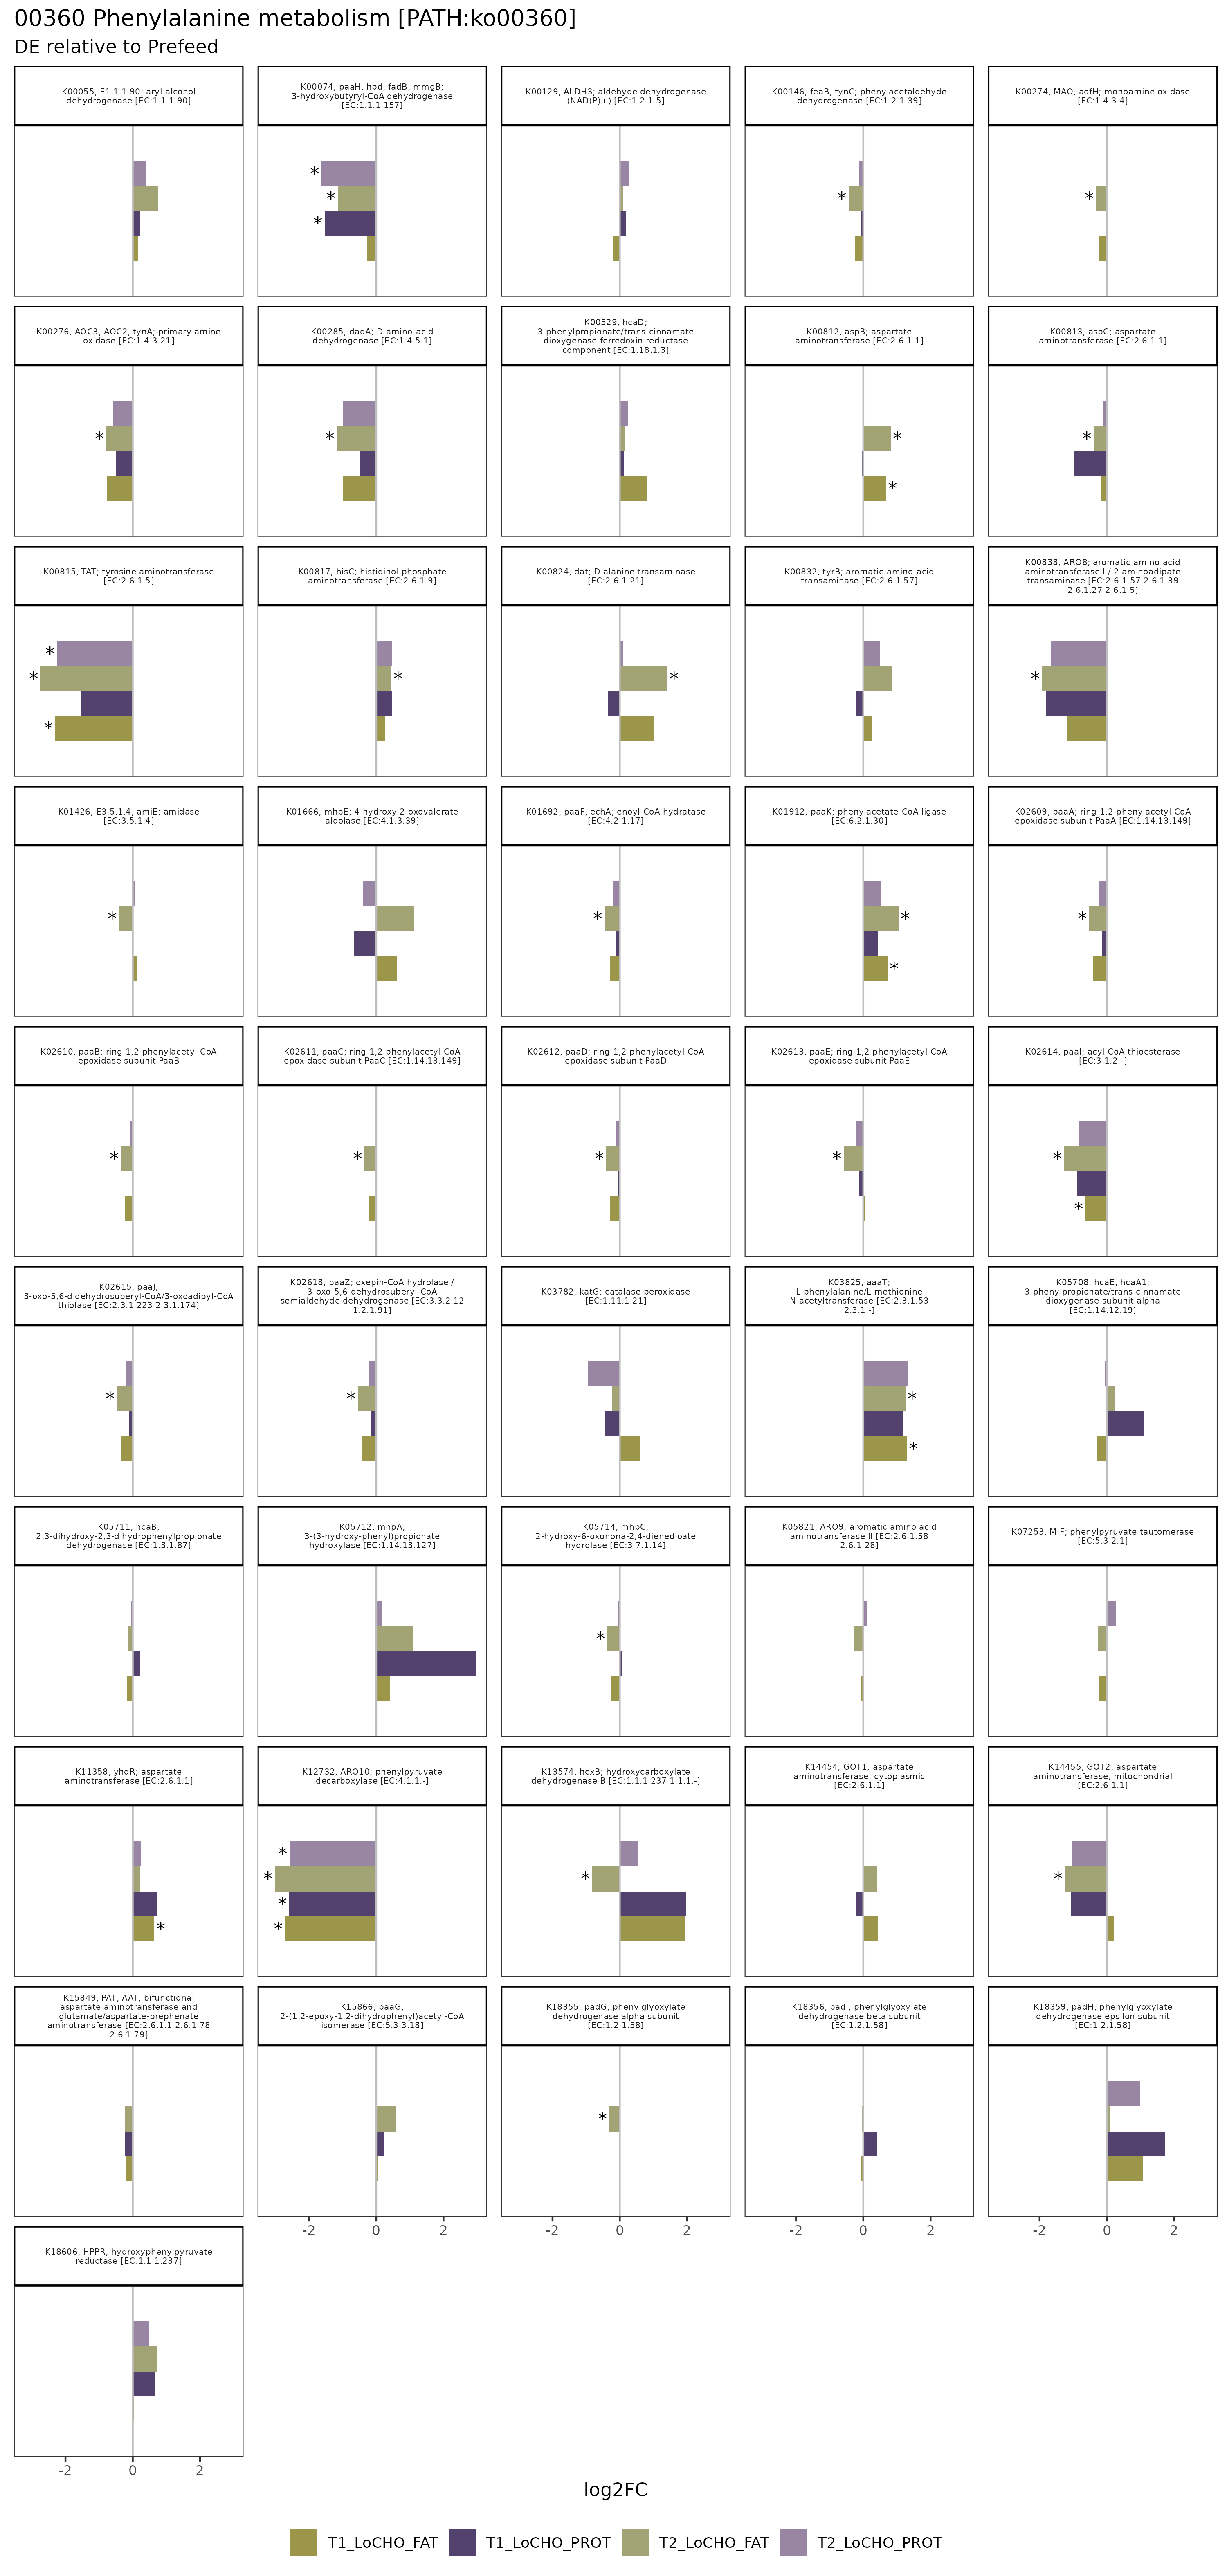 00360 Phenylalanine metabolism [PATH:ko00360]
DE relative to Prefeed
K00055, E1.1.1.90; aryl-alcohol
dehydrogenase [EC:1.1.1.90]
K00074, paaH, hbd, fadB, mmgB;
3-hydroxybutyryl-CoA dehydrogenase
[EC:1.1.1.157]
K00129, ALDH3; aldehyde dehydrogenase
(NAD(P)+) [EC:1.2.1.5]
K00146, feaB, tynC; phenylacetaldehyde
dehydrogenase [EC:1.2.1.39]
K00274, MAO, aofH; monoamine oxidase
[EC:1.4.3.4]
*
*
*
*
*
K00276, AOC3, AOC2, tynA; primary-amine
oxidase [EC:1.4.3.21]
K00285, dadA; D-amino-acid
dehydrogenase [EC:1.4.5.1]
K00529, hcaD;
3-phenylpropionate/trans-cinnamate
dioxygenase ferredoxin reductase
component [EC:1.18.1.3]
K00812, aspB; aspartate
aminotransferase [EC:2.6.1.1]
K00813, aspC; aspartate
aminotransferase [EC:2.6.1.1]
*
*
*
*
*
K00815, TAT; tyrosine aminotransferase
[EC:2.6.1.5]
K00817, hisC; histidinol-phosphate
aminotransferase [EC:2.6.1.9]
K00824, dat; D-alanine transaminase
[EC:2.6.1.21]
K00832, tyrB; aromatic-amino-acid
transaminase [EC:2.6.1.57]
K00838, ARO8; aromatic amino acid
aminotransferase I / 2-aminoadipate
transaminase [EC:2.6.1.57 2.6.1.39
2.6.1.27 2.6.1.5]
*
*
*
*
*
*
K01426, E3.5.1.4, amiE; amidase
[EC:3.5.1.4]
K01666, mhpE; 4-hydroxy 2-oxovalerate
aldolase [EC:4.1.3.39]
K01692, paaF, echA; enoyl-CoA hydratase
[EC:4.2.1.17]
K01912, paaK; phenylacetate-CoA ligase
[EC:6.2.1.30]
K02609, paaA; ring-1,2-phenylacetyl-CoA
epoxidase subunit PaaA [EC:1.14.13.149]
*
*
*
*
*
K02610, paaB; ring-1,2-phenylacetyl-CoA
epoxidase subunit PaaB
K02611, paaC; ring-1,2-phenylacetyl-CoA
epoxidase subunit PaaC [EC:1.14.13.149]
K02612, paaD; ring-1,2-phenylacetyl-CoA
epoxidase subunit PaaD
K02613, paaE; ring-1,2-phenylacetyl-CoA
epoxidase subunit PaaE
K02614, paaI; acyl-CoA thioesterase
[EC:3.1.2.-]
*
*
*
*
*
*
K02615, paaJ;
3-oxo-5,6-didehydrosuberyl-CoA/3-oxoadipyl-CoA
thiolase [EC:2.3.1.223 2.3.1.174]
K02618, paaZ; oxepin-CoA hydrolase /
3-oxo-5,6-dehydrosuberyl-CoA
semialdehyde dehydrogenase [EC:3.3.2.12
1.2.1.91]
K03782, katG; catalase-peroxidase
[EC:1.11.1.21]
K03825, aaaT;
L-phenylalanine/L-methionine
N-acetyltransferase [EC:2.3.1.53
2.3.1.-]
K05708, hcaE, hcaA1;
3-phenylpropionate/trans-cinnamate
dioxygenase subunit alpha
[EC:1.14.12.19]
*
*
*
*
K05711, hcaB;
2,3-dihydroxy-2,3-dihydrophenylpropionate
dehydrogenase [EC:1.3.1.87]
K05712, mhpA;
3-(3-hydroxy-phenyl)propionate
hydroxylase [EC:1.14.13.127]
K05714, mhpC;
2-hydroxy-6-oxonona-2,4-dienedioate
hydrolase [EC:3.7.1.14]
K05821, ARO9; aromatic amino acid
aminotransferase II [EC:2.6.1.58
2.6.1.28]
K07253, MIF; phenylpyruvate tautomerase
[EC:5.3.2.1]
*
K11358, yhdR; aspartate
aminotransferase [EC:2.6.1.1]
K12732, ARO10; phenylpyruvate
decarboxylase [EC:4.1.1.-]
K13574, hcxB; hydroxycarboxylate
dehydrogenase B [EC:1.1.1.237 1.1.1.-]
K14454, GOT1; aspartate
aminotransferase, cytoplasmic
[EC:2.6.1.1]
K14455, GOT2; aspartate
aminotransferase, mitochondrial
[EC:2.6.1.1]
*
*
*
*
*
*
*
K15849, PAT, AAT; bifunctional
aspartate aminotransferase and
glutamate/aspartate-prephenate
aminotransferase [EC:2.6.1.1 2.6.1.78
2.6.1.79]
K15866, paaG;
2-(1,2-epoxy-1,2-dihydrophenyl)acetyl-CoA
isomerase [EC:5.3.3.18]
K18355, padG; phenylglyoxylate
dehydrogenase alpha subunit
[EC:1.2.1.58]
K18356, padI; phenylglyoxylate
dehydrogenase beta subunit
[EC:1.2.1.58]
K18359, padH; phenylglyoxylate
dehydrogenase epsilon subunit
[EC:1.2.1.58]
*
-2 0 2 -2 0 2 -2 0 2 -2 0 2
K18606, HPPR; hydroxyphenylpyruvate
reductase [EC:1.1.1.237]
-2 0 2
log2FC
T1_LoCHO_FAT T1_LoCHO_PROT T2_LoCHO_FAT T2_LoCHO_PROT